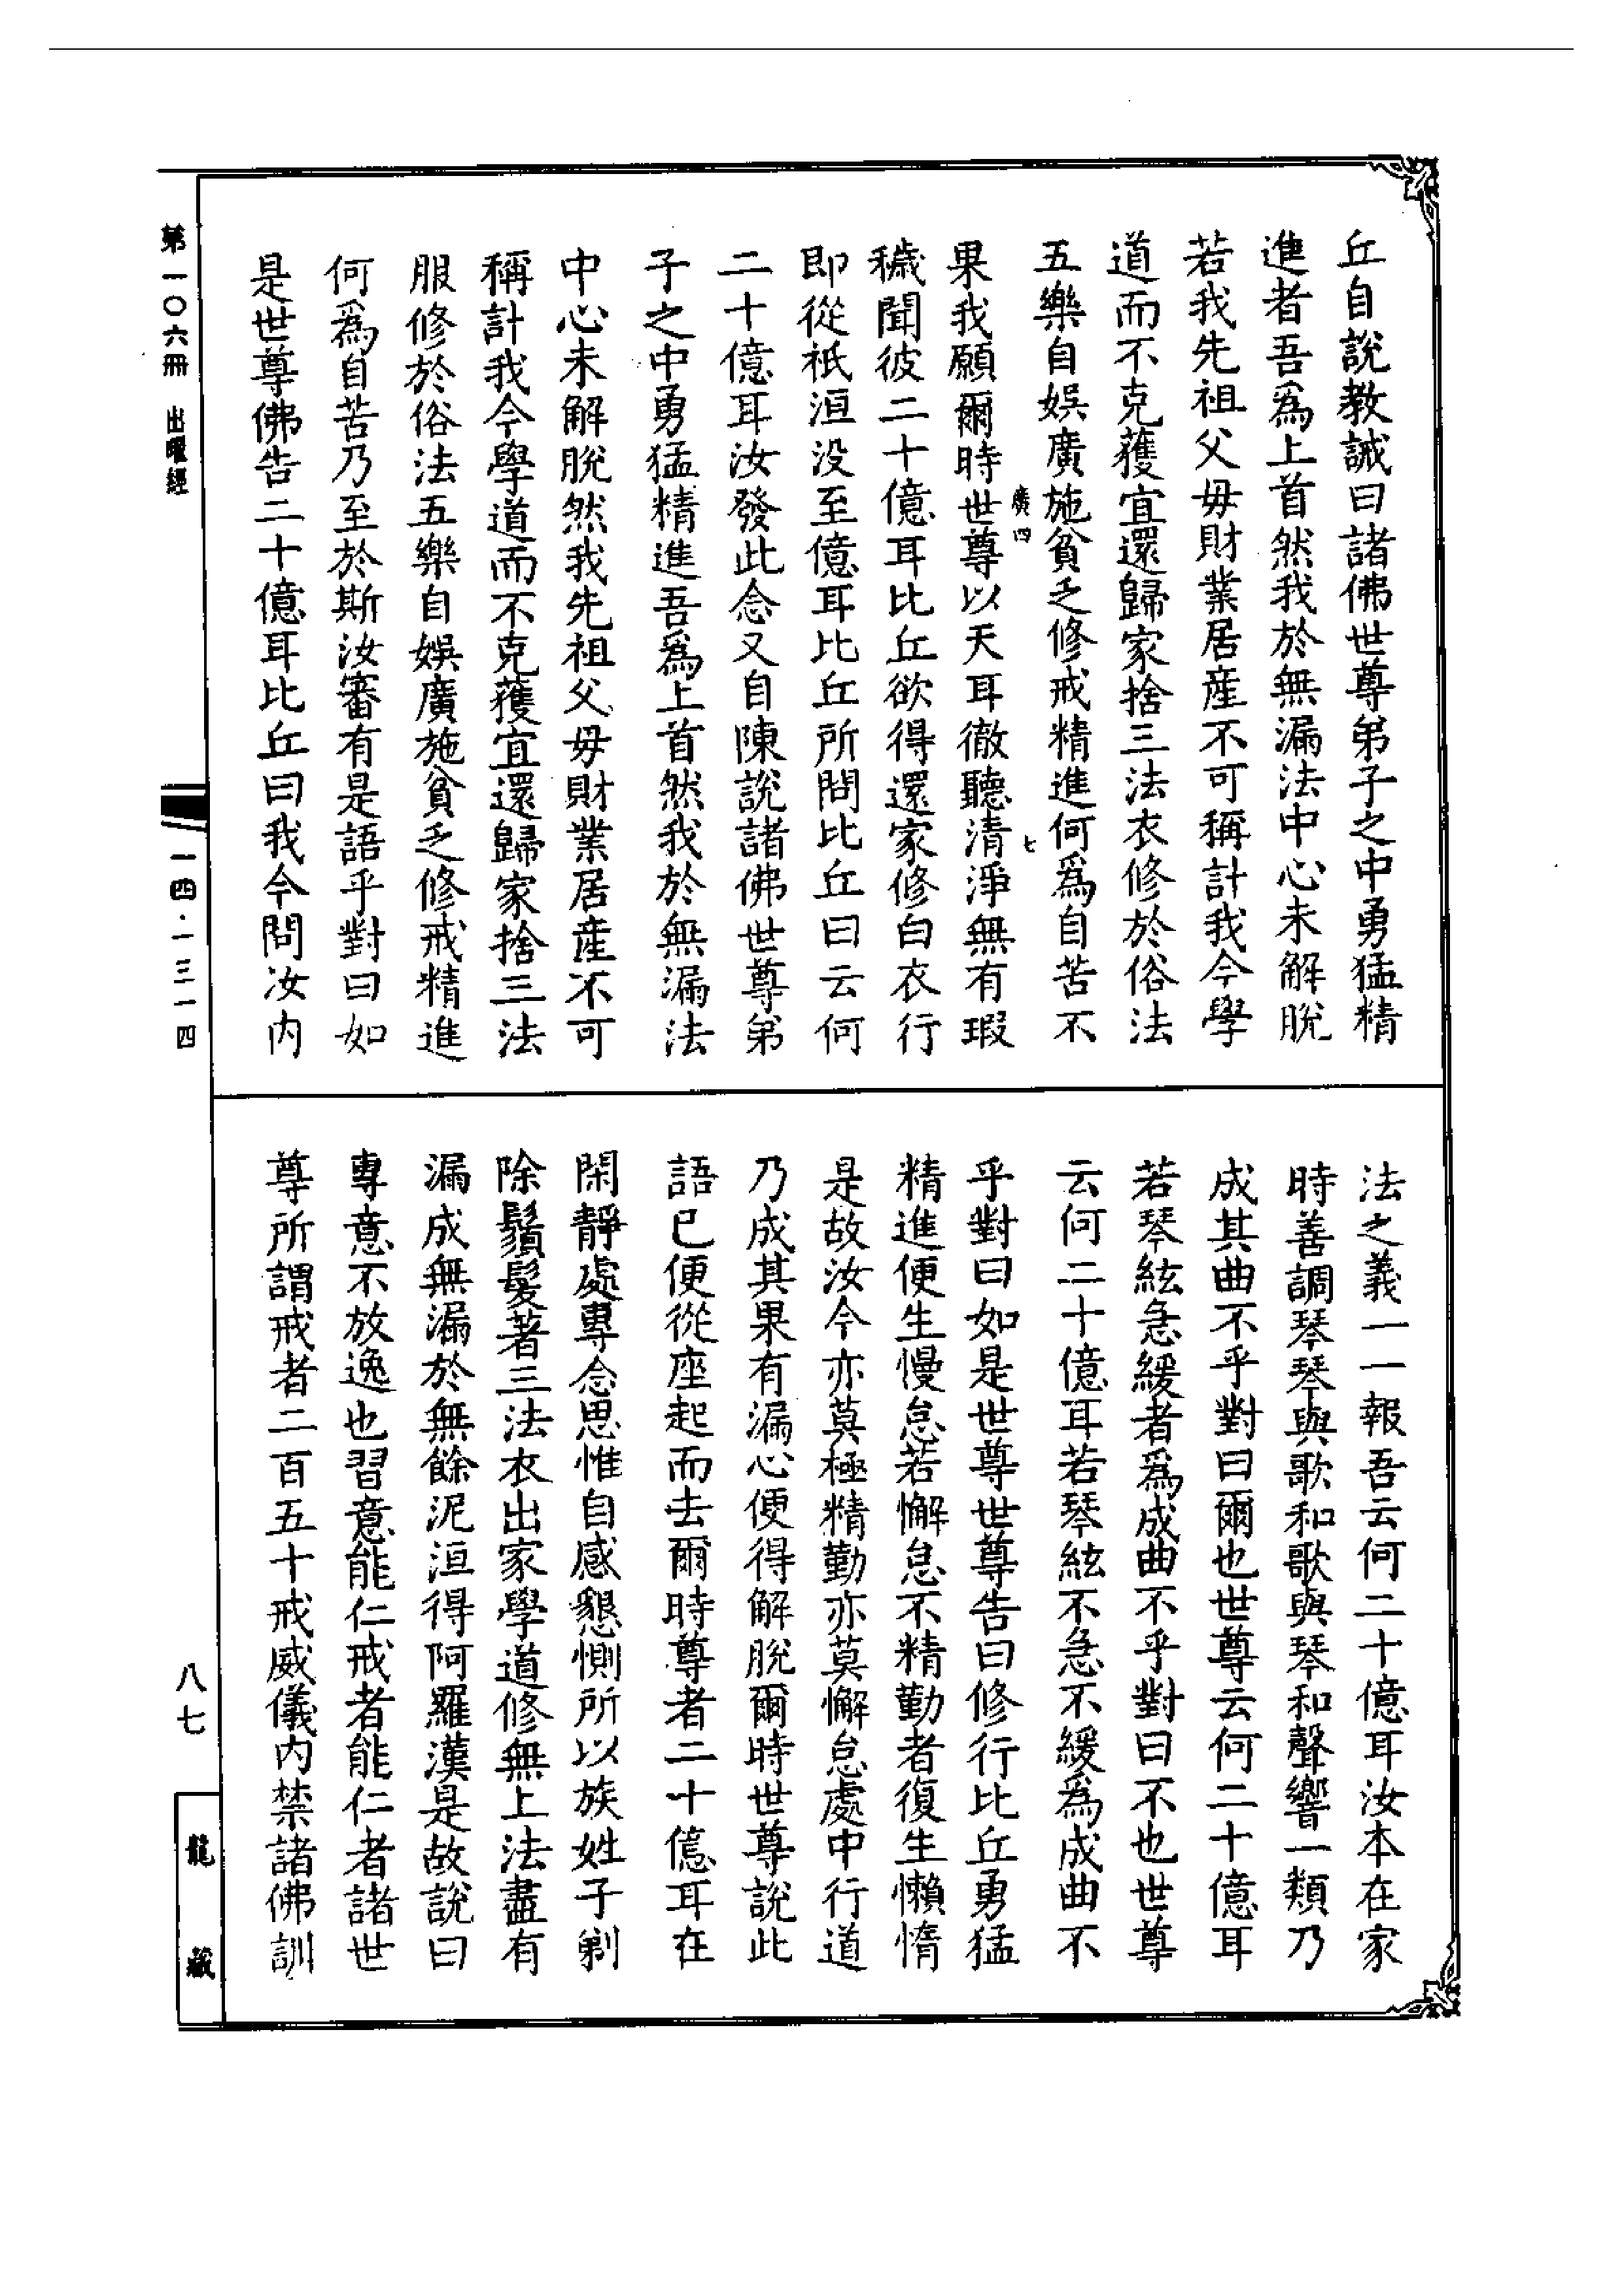 丘自說教誡曰諸佛世尊弟子之中勇猛精
進者吾爲上首然我於無漏法中心未解脫
若我先祖父母財業居産不可稱計我今學
道而不克獲宜還歸家捨三法衣修於俗法
五樂自娛廣施貧乏修戒精進何爲自苦不
廣四 七
果我願爾時世尊以天耳徹聽清淨無有瑕
穢聞彼二十億耳比丘欲得還家修白衣行
即從祇洹没至億耳比丘所問比丘曰云何
二十億耳汝發此念又自陳說諸佛世尊弟
子之中勇猛精進吾爲上首然我於無漏法
中心未解脫然我先祖父母財業居産不可
稱計我今學道而不克獲宜還歸家捨三法
服修於俗法五樂自娛廣施貧乏修戒精進
何爲自苦乃至於斯汝審有是語乎對曰如
是世尊佛告二十億耳比丘曰我今問汝内
法之義一一報吾云何二十億耳汝本在家
時善調琴琴與歌和歌與琴和聲響一類乃
成其曲不乎對曰爾也世尊云何二十億耳
若琴絃急緩者爲成曲不乎對曰不也世尊
云何二十億耳若琴絃不急不緩爲成曲不
乎對曰如是世尊世尊告曰修行比丘勇猛
精進便生慢怠若懈怠不精勤者復生懶惰
是故汝今亦莫極精勤亦莫懈怠處中行道
乃成其果有漏心便得解脫爾時世尊說此
語已便從座起而去爾時尊者二十億耳在
閑靜處專念思惟自感懇惻所以族姓子剃
除鬚髮著三法衣出家學道修無上法盡有
漏成無漏於無餘泥洹得阿羅漢是故說曰
專意不放逸也習意能仁戒者能仁者諸世
尊所謂戒者二百五十戒威儀内禁諸佛訓
第一〇六冊 出曜經
一四·一三一四
八七
龍藏